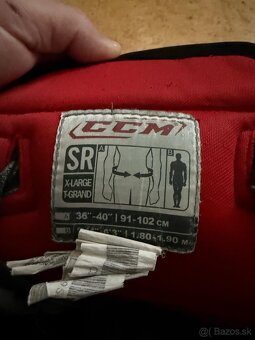 CCM
SR
X-LARGE
T-GRAND
A
B
A 36"-40" | 91-102 CM
1.80-1.90 M
© bazos.sk